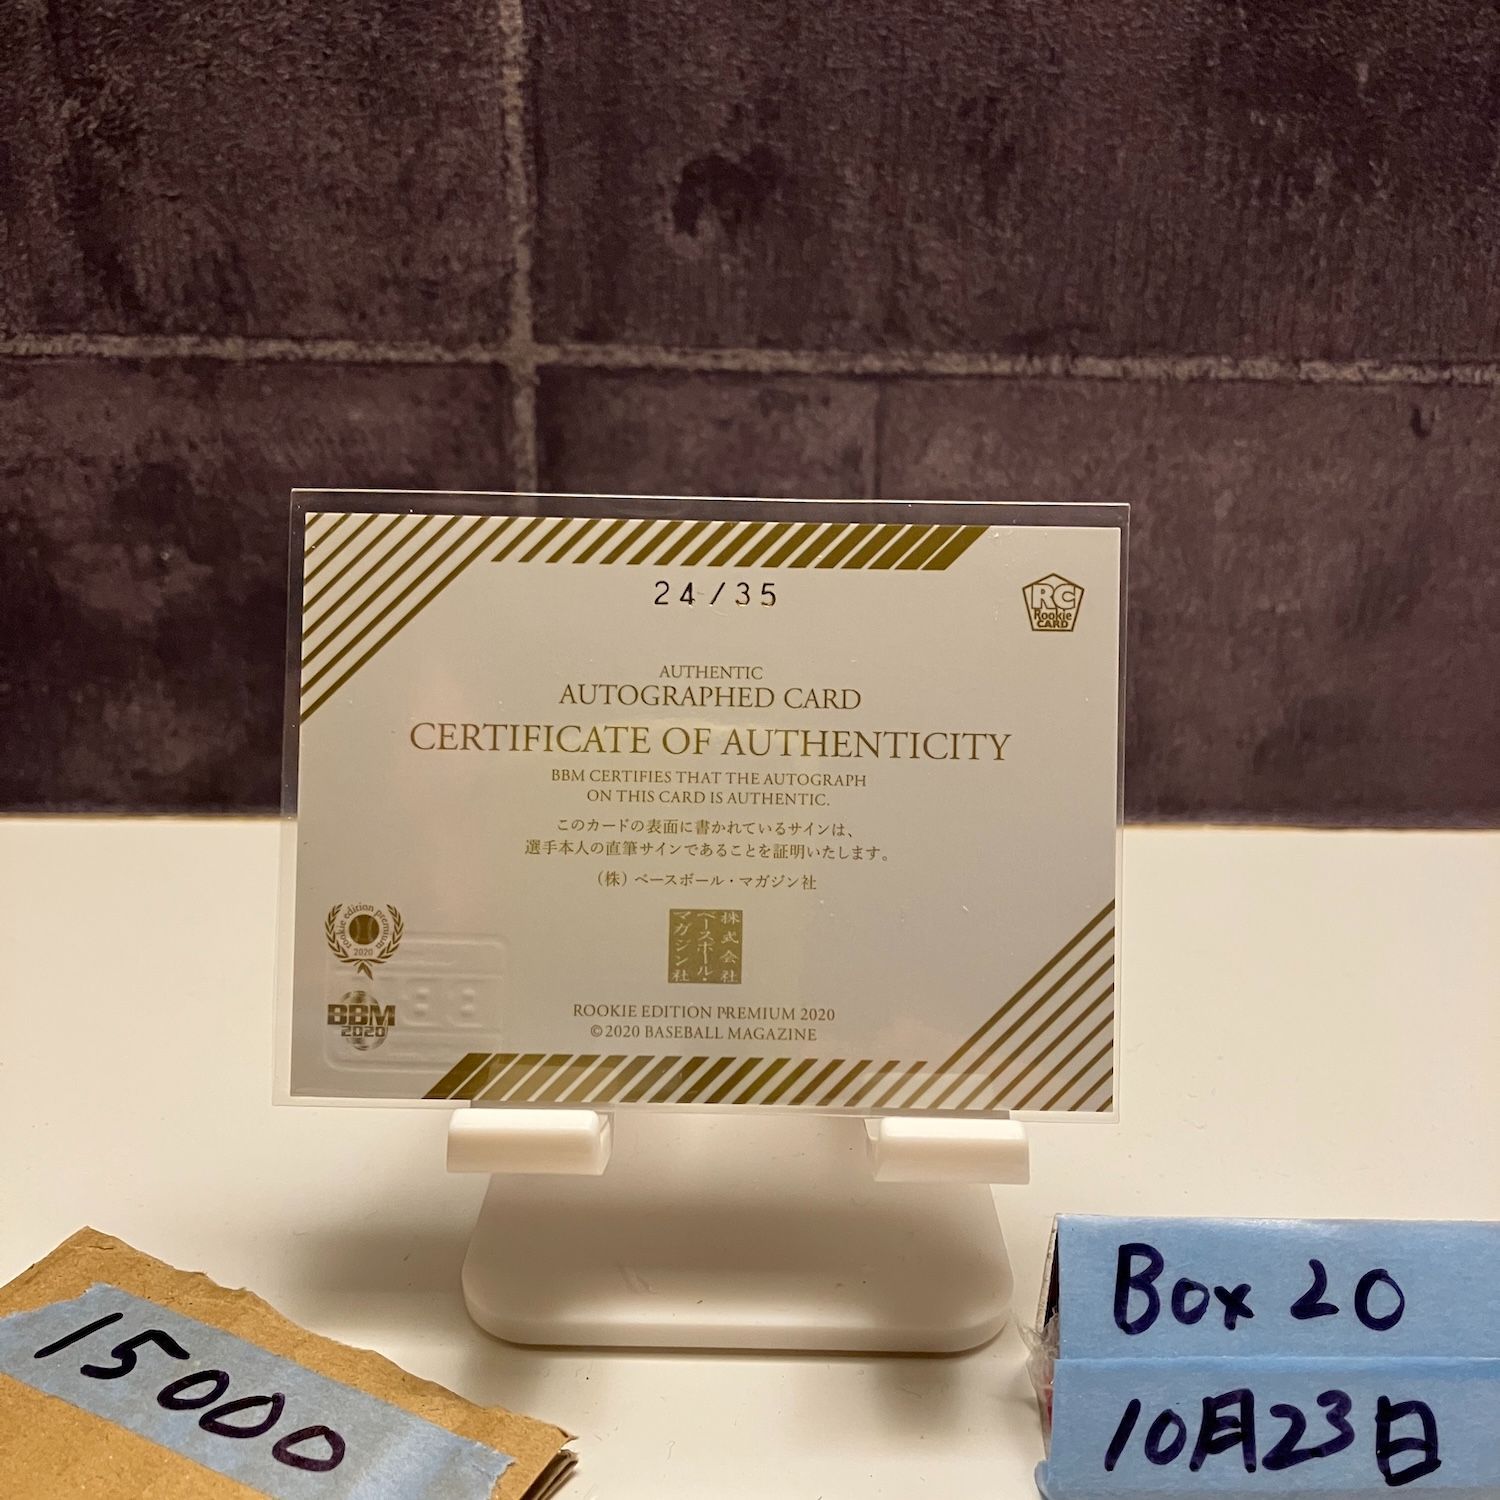 24/35
RC
Rookie
CARD
AUTHENTIC
AUTOGRAPHED CARD
CERTIFICATE OF AUTHENTICITY
BBM CERTIFIES THAT THE AUTOGRAPH
ON THIS CARD IS AUTHENTIC.
このカードの表面に書かれているサインは、
選手本人の直筆サインであることを証明いたします。
(株)ベースボール・マガジン社
rookie edition premium
2020
株式会社
ベースボール・
マガジン社
BBM
2020
BB
ROOKIE EDITION PREMIUM 2020
©2020 BASEBALL MAGAZINE
15000
Box 20
10月23日